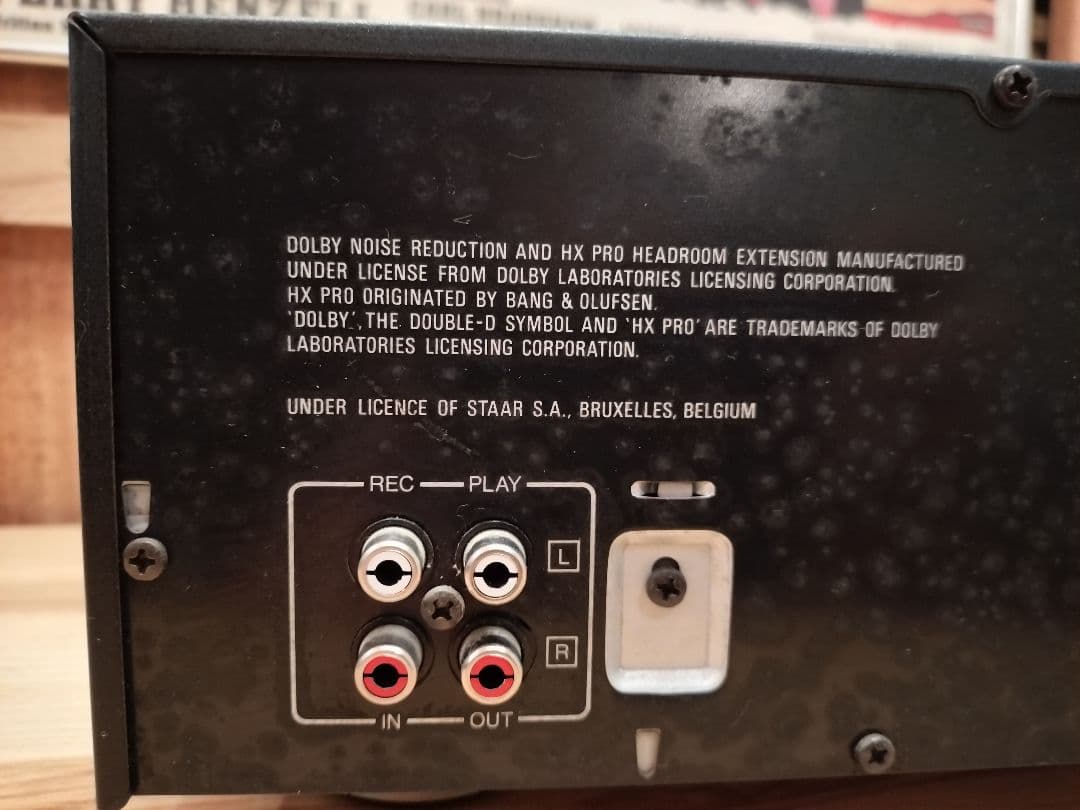 DOLBY NOISE REDUCTION AND HX PRO HEADROOM EXTENSION MANUFACTURED
UNDER LICENSE FROM DOLBY LABORATORIES LICENSING CORPORATION.
HX PRO ORIGINATED BY BANG & OLUFSEN.
'DOLBY', THE DOUBLE-D SYMBOL AND 'HX PRO' ARE TRADEMARKS OF DOLBY
LABORATORIES LICENSING CORPORATION.
UNDER LICENCE OF STAAR S.A., BRUXELLES, BELGIUM
REC PLAY
L
R
IN OUT